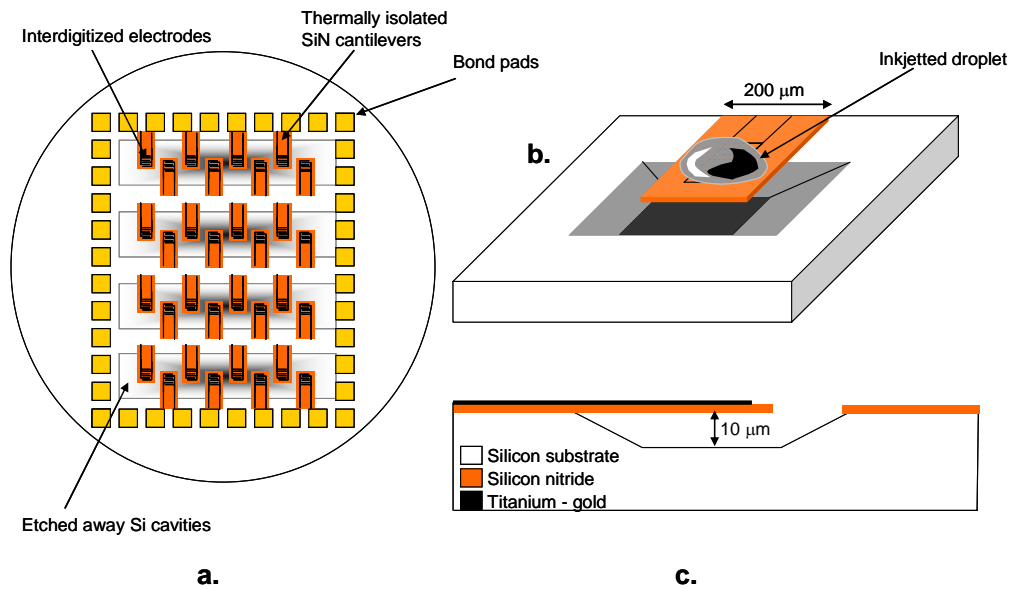 Interdigitized electrodes
Thermally isolated
SiN cantilevers
Bond pads
Etched away Si cavities
a.
b.
200 μm
Inkjetted droplet
10 μm
Silicon substrate
Silicon nitride
Titanium - gold
c.